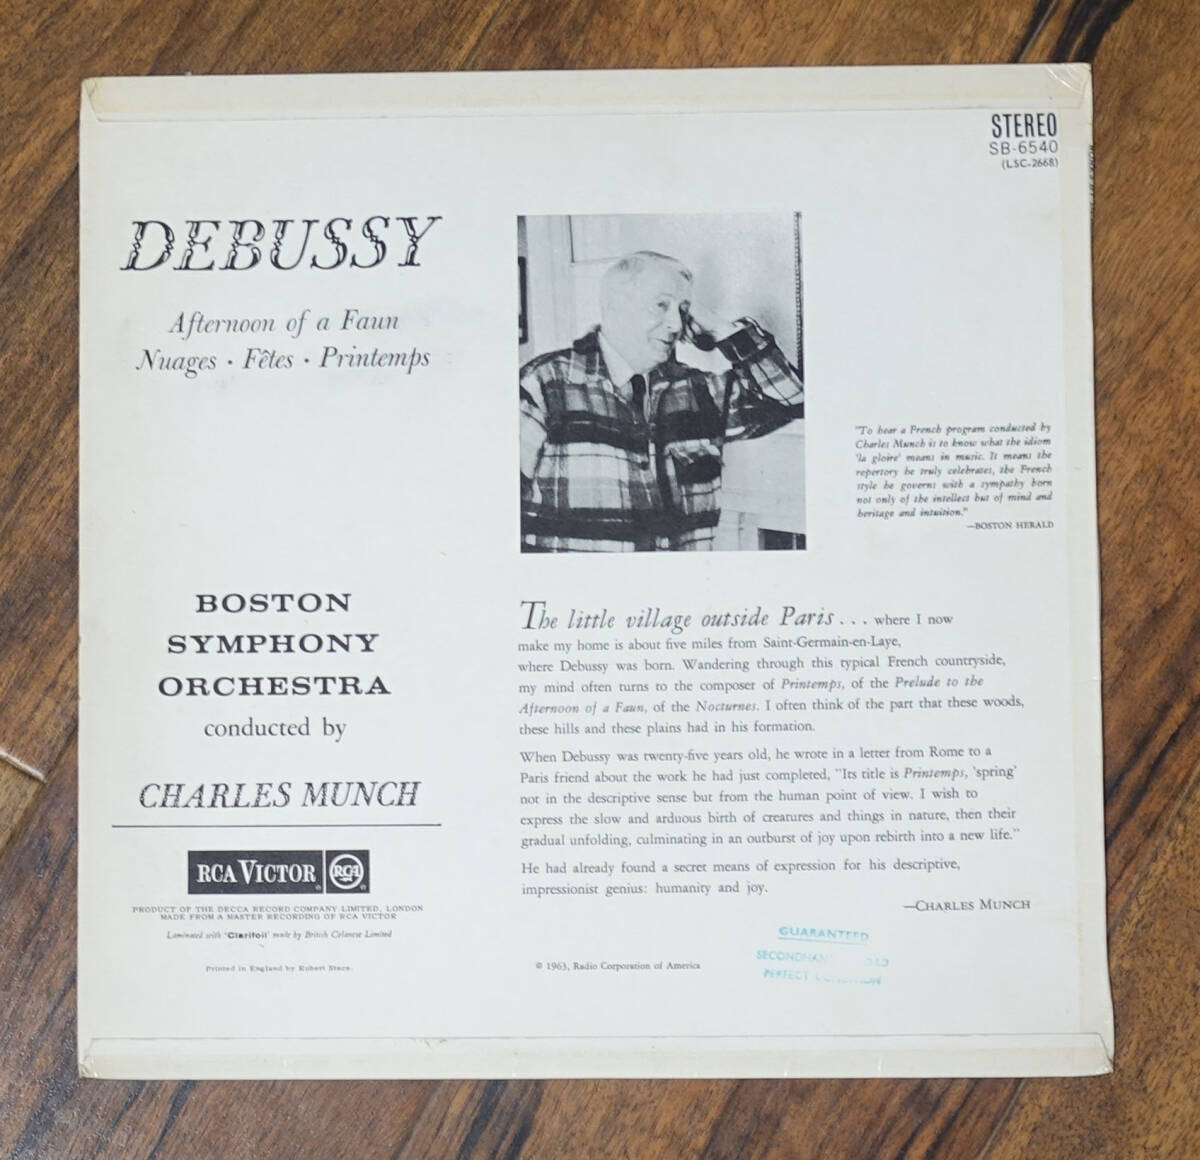 STEREO
SB-6540
(LSC-2668)
DEBUSSY
Afternoon of a Faun
Nuages · Fêtes · Printemps
"To hear a French program conducted by
Charles Munch is to know what the idiom
'la gloire' means in music. It means the
repertory he truly celebrates, the French
style he governs with a sympathy born
not only of the intellect but of mind and
heritage and intuition."
—BOSTON HERALD
BOSTON
SYMPHONY
ORCHESTRA
conducted by
CHARLES MUNCH
RCA VICTOR RCA
PRODUCT OF THE DECCA RECORD COMPANY LIMITED, LONDON
MADE FROM A MASTER RECORDING OF RCA VICTOR
Laminated with 'Clarifoil' made by British Celanese Limited
Printed in England by Robert Stace.
The little village outside Paris . . . where I now
make my home is about five miles from Saint-Germain-en-Laye,
where Debussy was born. Wandering through this typical French countryside,
my mind often turns to the composer of Printemps, of the Prelude to the
Afternoon of a Faun, of the Nocturnes. I often think of the part that these woods,
these hills and these plains had in his formation.
When Debussy was twenty-five years old, he wrote in a letter from Rome to a
Paris friend about the work he had just completed, "Its title is Printemps, 'spring'
not in the descriptive sense but from the human point of view. I wish to
express the slow and arduous birth of creatures and things in nature, then their
gradual unfolding, culminating in an outburst of joy upon rebirth into a new life."
He had already found a secret means of expression for his descriptive,
impressionist genius: humanity and joy.
—CHARLES MUNCH
© 1963, Radio Corporation of America
GUARANTEED
PERFECT